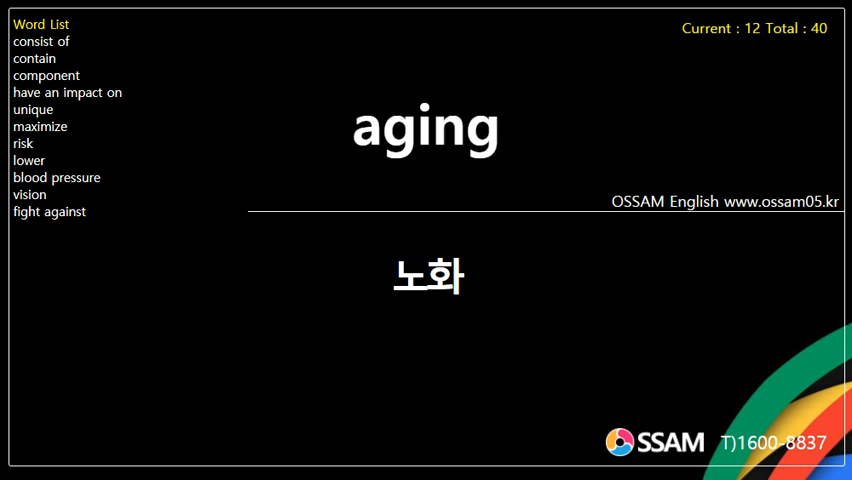 Word List
consist of
contain
component
have an impact on
unique
maximize
risk
lower
blood pressure
vision
fight against
Current : 12 Total : 40
aging
OSSAM English www.ossam05.kr
노화
OSSAM T)1600-8837